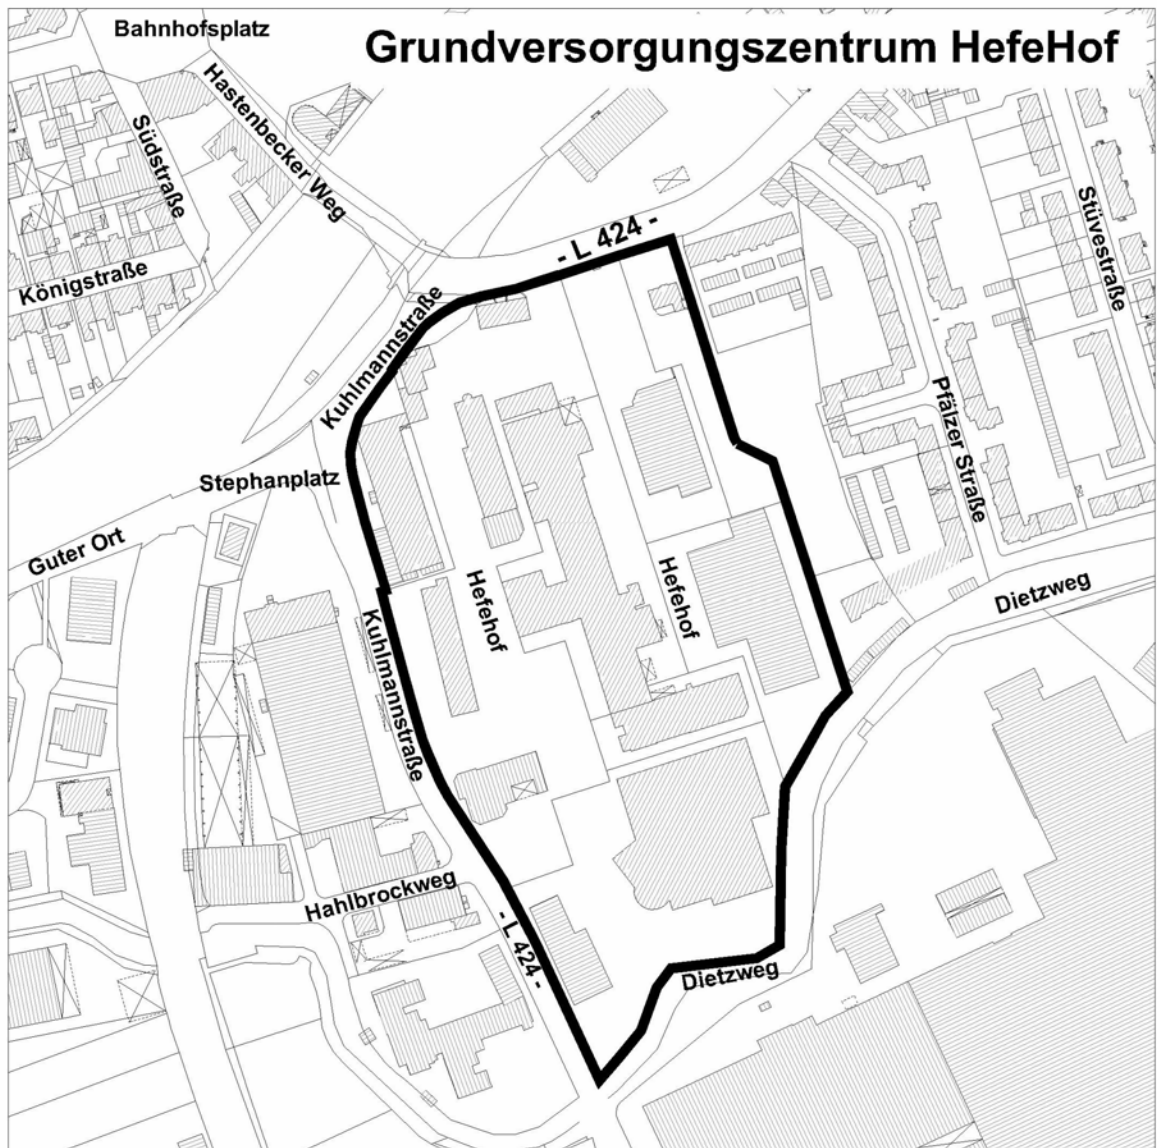 Bahnhofsplatz
Grundversorgungszentrum HefeHof
Hastenbecker Weg
Südstraße
Stüvestraße
- L 424 -
Königstraße
Kuhlmannstraße
Pfälzer Straße
Stephanplatz
Guter Ort
Hefehof
Hefehof
Dietzweg
Kuhlmannstraße
Hahlbrockweg
- L 424 -
Dietzweg